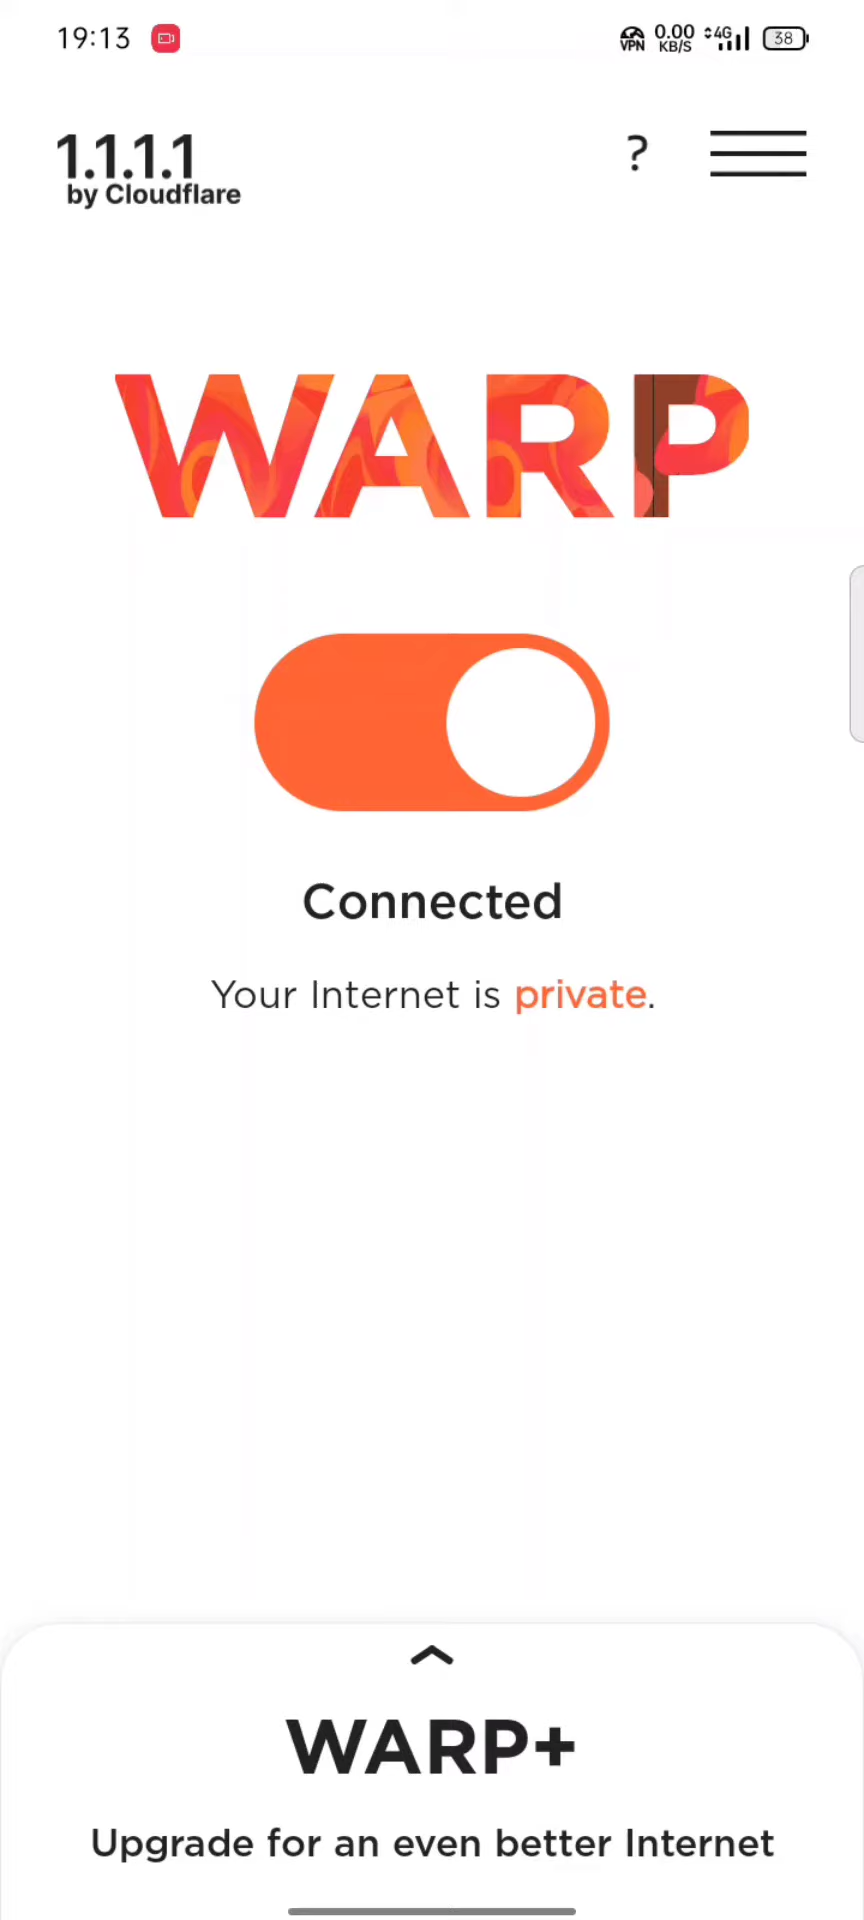 19:13
VPN 0.00 KB/S 4G 38
1.1.1.1 ?
by Cloudflare
WARP
Connected
Your Internet is private.
WARP+
Upgrade for an even better Internet